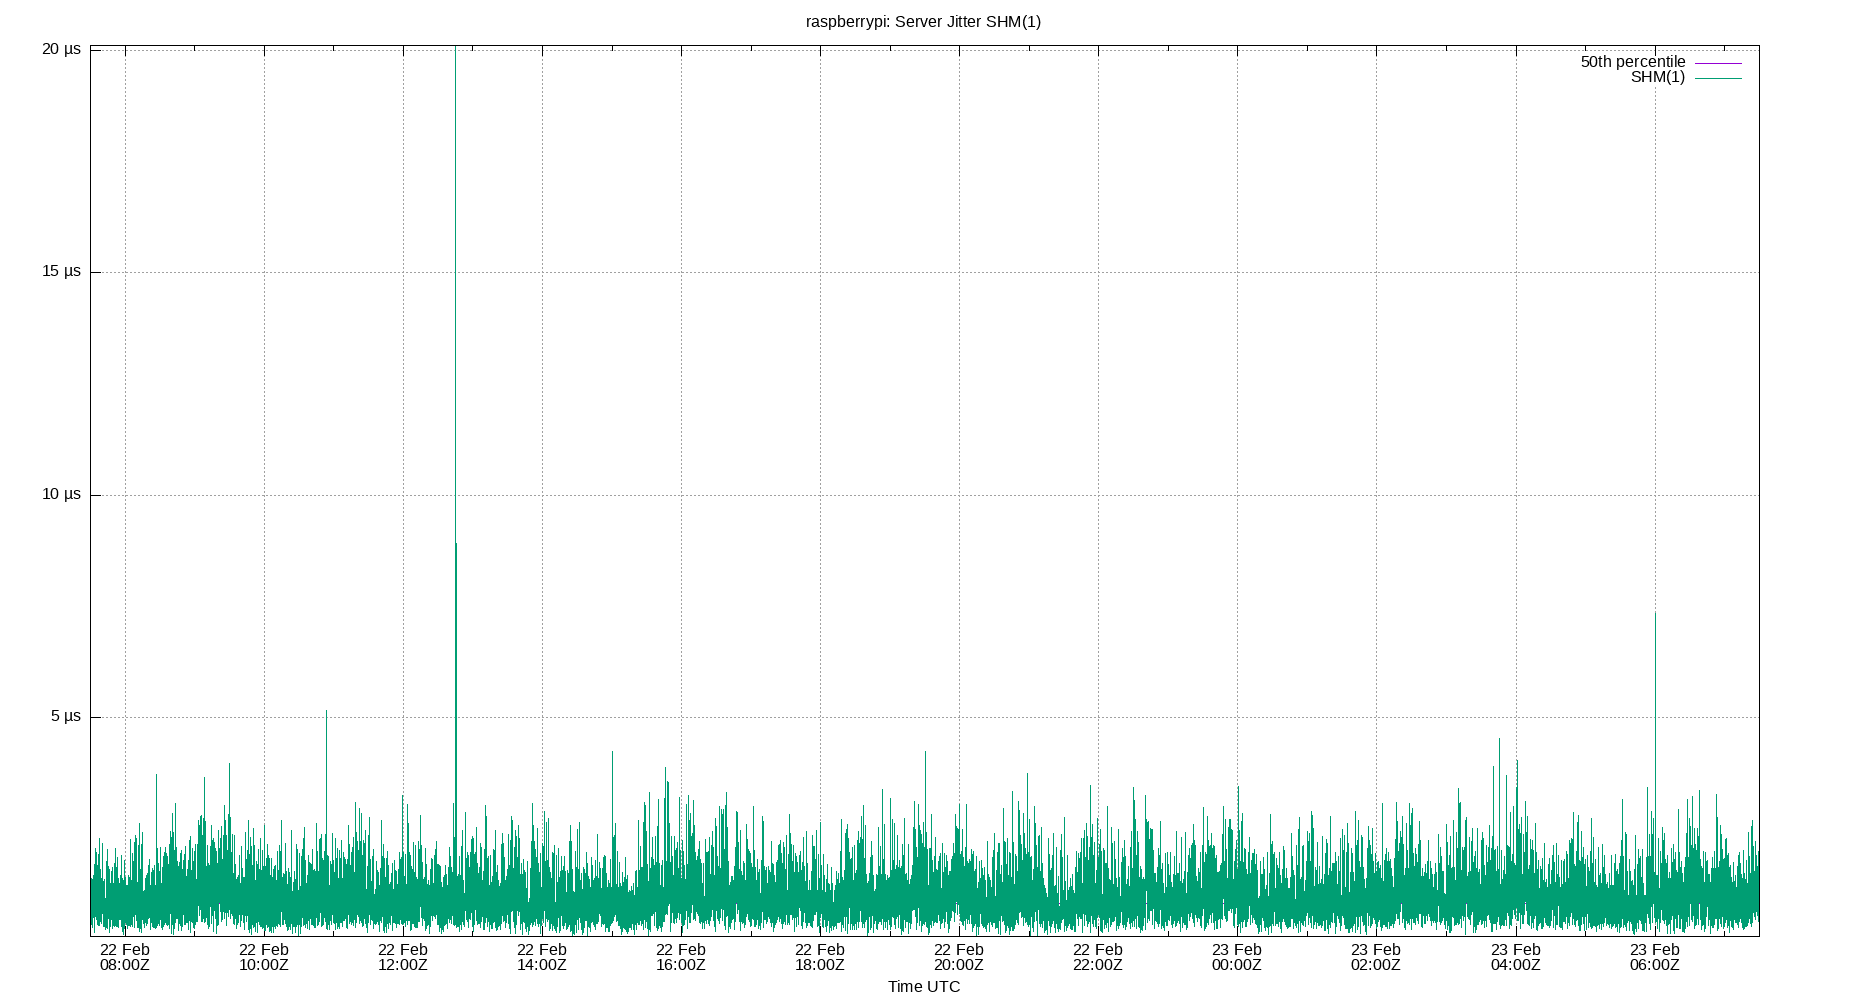 raspberrypi: Server Jitter SHM(1)
20 µs
50th percentile
SHM(1)
15 µs
10 µs
5 µs
22 Feb 22 Feb 22 Feb 22 Feb 22 Feb 22 Feb 22 Feb 22 Feb 23 Feb 23 Feb 23 Feb 23 Feb
08:00Z 10:00Z 12:00Z 14:00Z 16:00Z 18:00Z 20:00Z 22:00Z 00:00Z 02:00Z 04:00Z 06:00Z
Time UTC